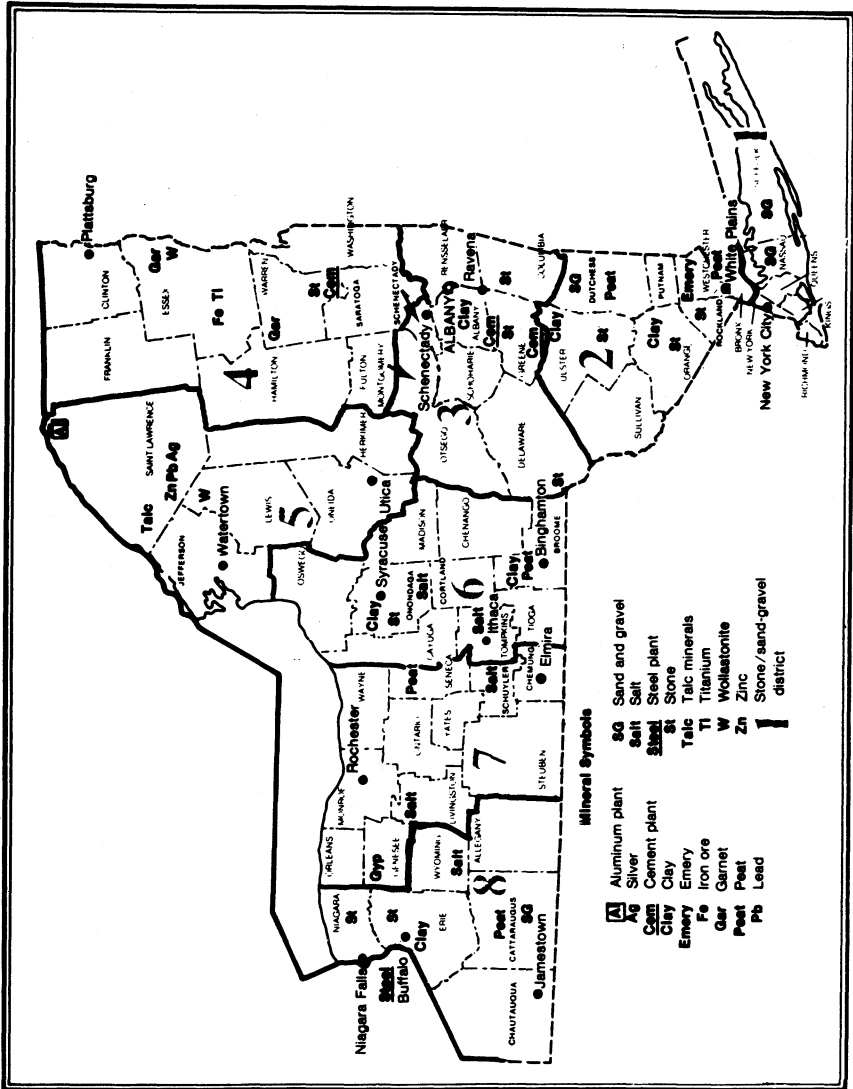 Plattsburg
CLINTON
FRANKLIN
ESSEX
Gar
W
Fe Ti
WARREN
Gar
HAMILTON
4
WASHINGTON
St
Cem
SARATOGA
FULTON
MONTGOMERY
SCHENECTADY
Al
SAINT LAWRENCE
Talc
Zn Pb Ag
W
JEFFERSON
Watertown
LEWIS
5
HERKIMER
ONEIDA
Utica
OSWEGO
Syracuse
Clay
St
ONONDAGA
Salt
MADISON
CORTLAND
CHENANGO
6
CAYUGA
Salt
Ithaca
TOMPKINS
TIOGA
Clay
Peat
Binghamton
BROOME
Rochester
MONROE
WAYNE
Peat
ONTARIO
YATES
SENECA
Salt
SCHUYLER
CHEMUNG
Elmira
LIVINGSTON
Salt
7
STEUBEN
ORLEANS
Gyp
GENESEE
WYOMING
Salt
ALLEGANY
NIAGARA
St
Niagara Falls
Steel
Buffalo
St
Clay
ERIE
8
Peat
CATTARAUGUS
SG
CHAUTAUQUA
Jamestown
Schenectady
ALBANY
RENSSELAER
Ravena
Clay
ALBANY
Cem
St
SCHOHARIE
3
OTSEGO
DELAWARE
St
GREENE
Cem
Clay
COLUMBIA
St
ULSTER
St
2
SULLIVAN
SG
DUTCHESS
Peat
PUTNAM
Clay
St
ORANGE
Emery
WESTCHESTER
Peat
White Plains
ROCKLAND
St
BRONX
NEW YORK
New York City
RICHMOND
KINGS
QUEENS
NASSAU
SG
SG
Mineral Symbols
Al Aluminum plant
Ag Silver
Cem Cement plant
Clay Clay
Emery Emery
Fe Iron ore
Gar Garnet
Peat Peat
Pb Lead
SG Sand and gravel
Salt Salt
Steel Steel plant
St Stone
Talc Talc minerals
Ti Titanium
W Wollastonite
Zn Zinc
Stone/sand-gravel
district